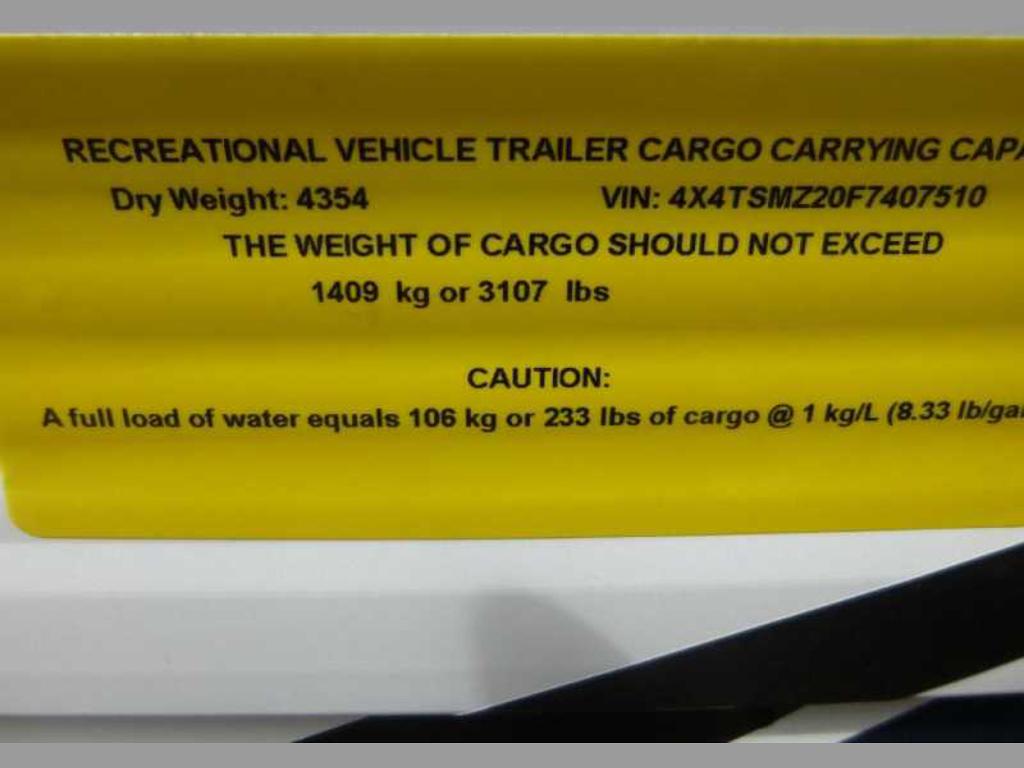 RECREATIONAL VEHICLE TRAILER CARGO CARRYING
Dry Weight: 4354 VIN: 4X4TSMZ20F7407510
THE WEIGHT OF CARGO SHOULD NOT EXCEED
1409 kg or 3107 lbs
CAUTION:
A full load of water equals 106 kg or 233 lbs of cargo @ 1 kg/L (8.33 lb/gal